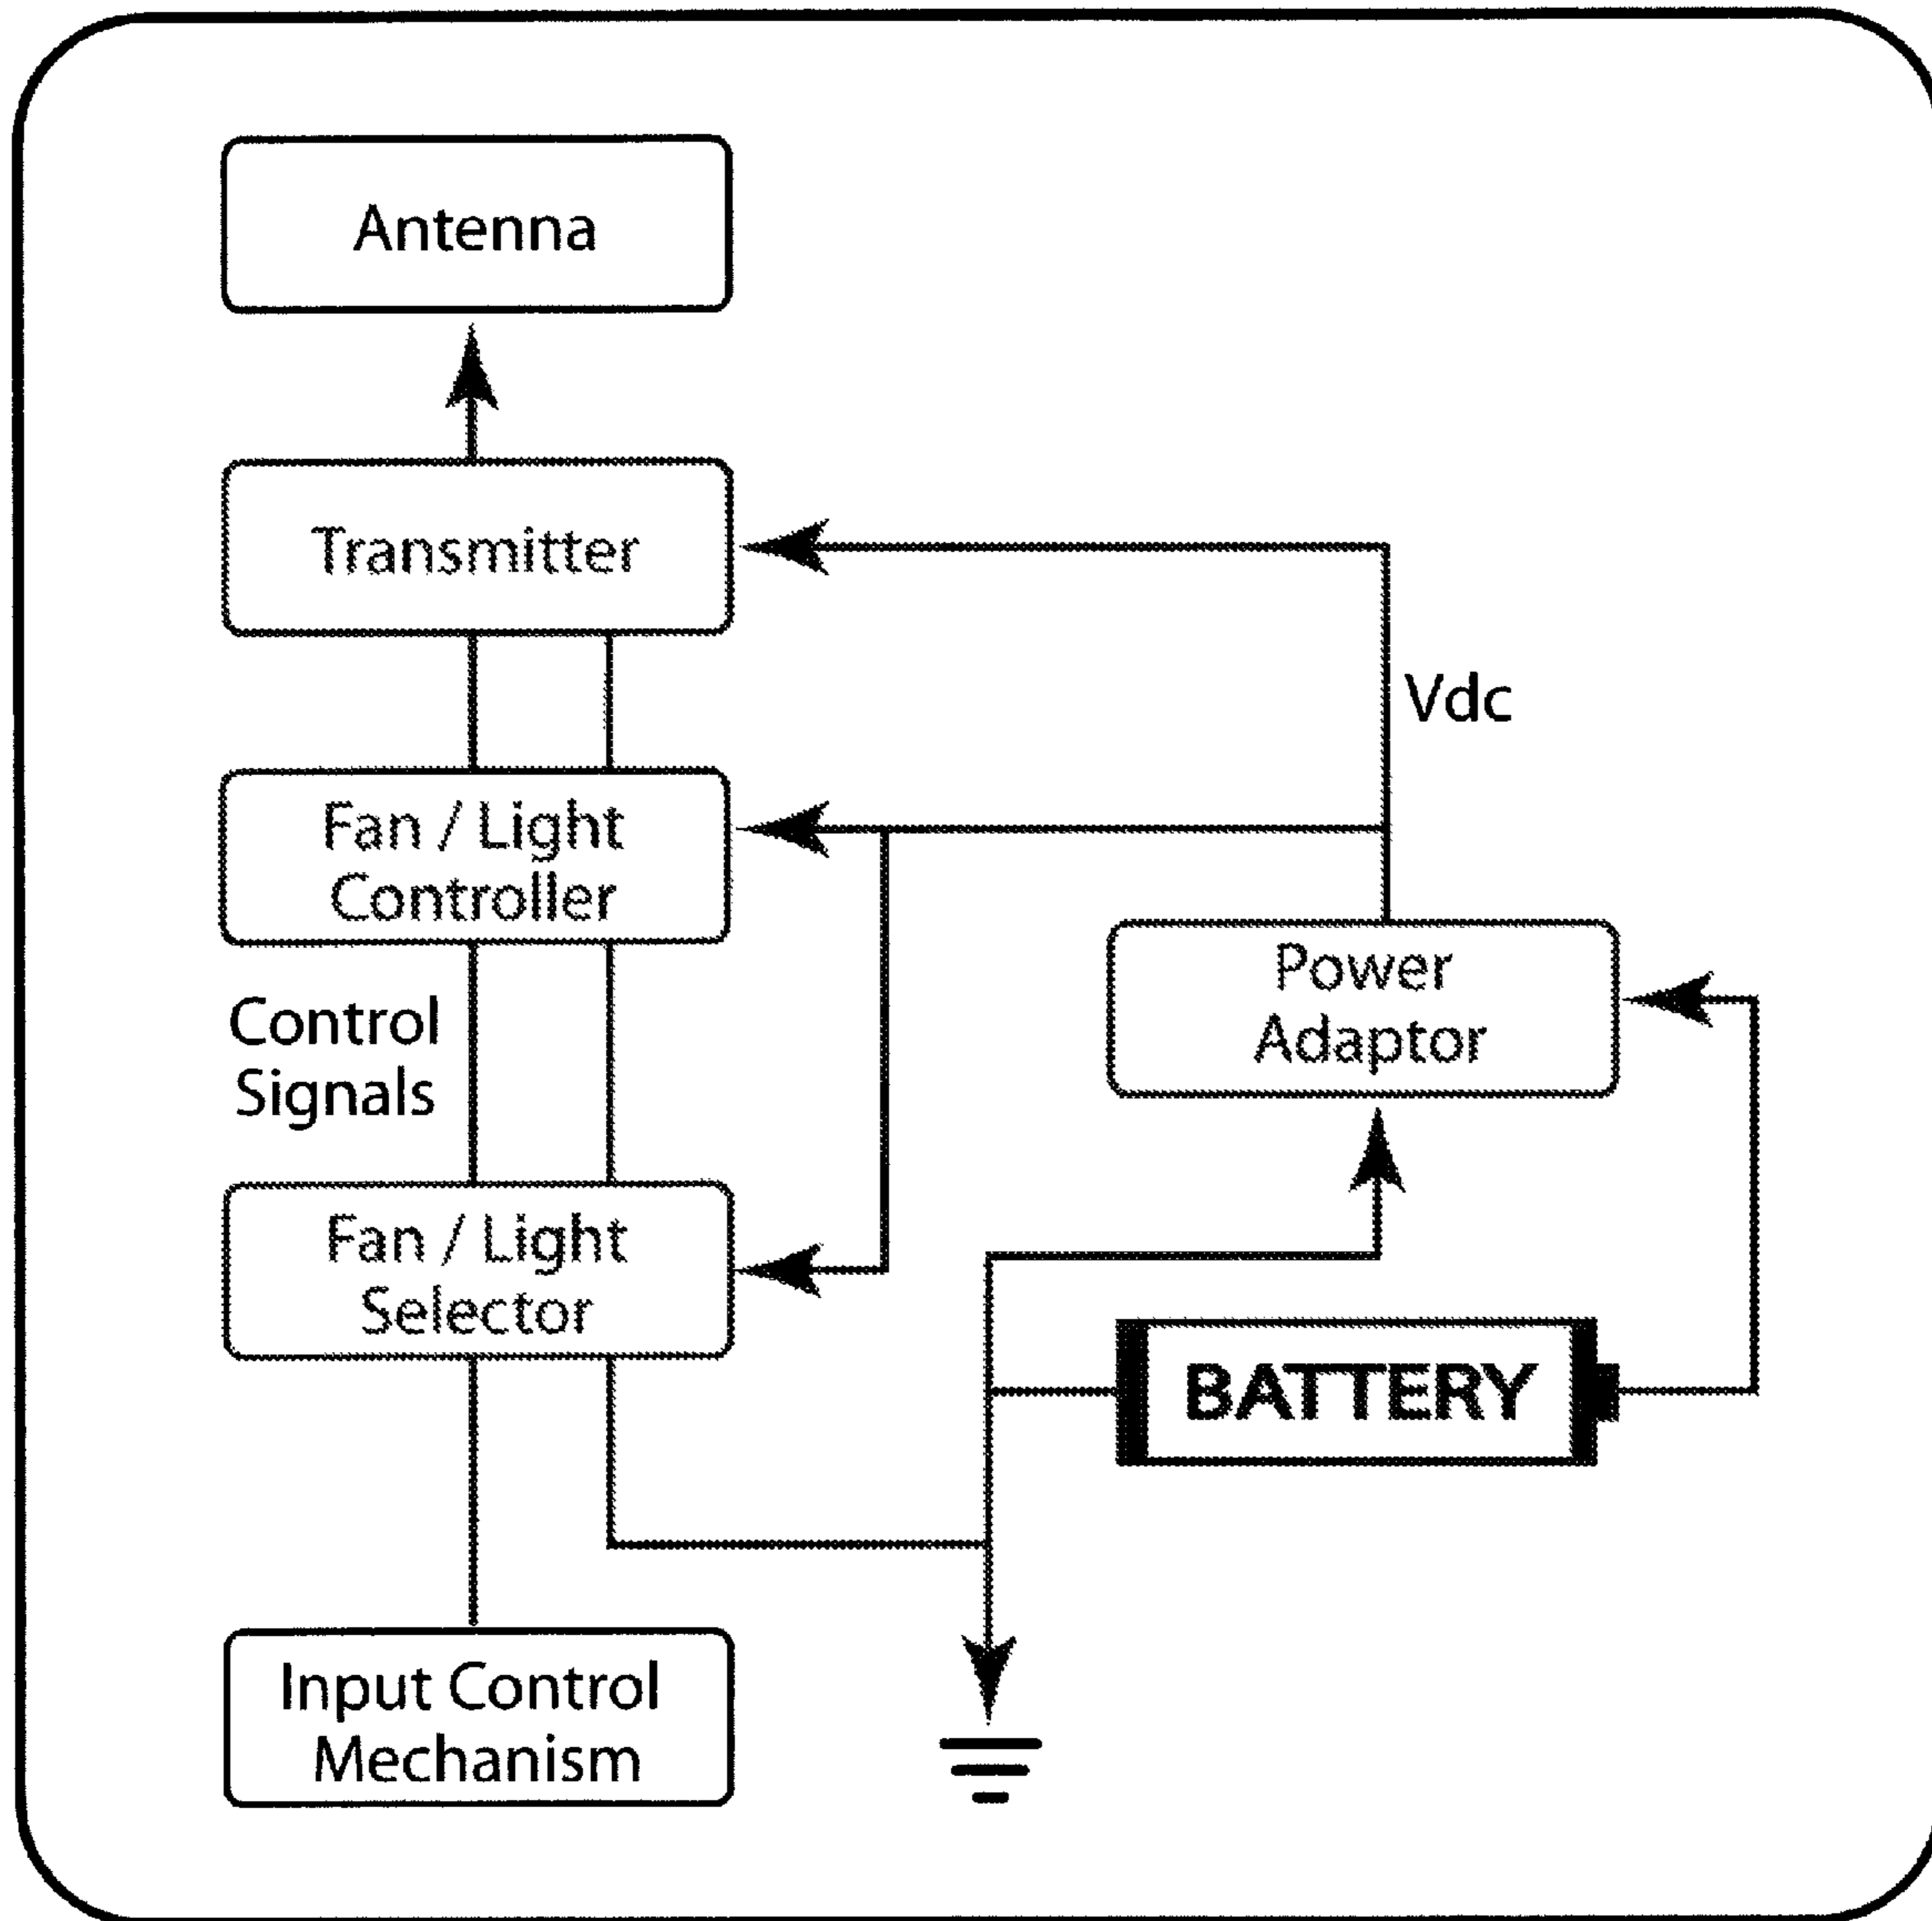 Antenna
Transmitter
Vdc
Fan / Light
Controller
Power
Adaptor
Control
Signals
Fan / Light
Selector
BATTERY
Input Control
Mechanism